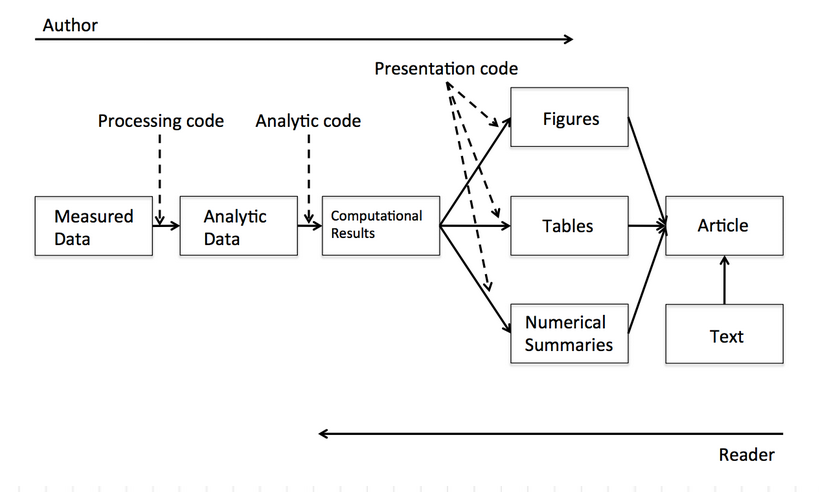 Author
Presentation code
Processing code
Analytic code
Figures
Measured
Data
Analytic
Data
Computational
Results
Tables
Article
Numerical
Summaries
Text
Reader